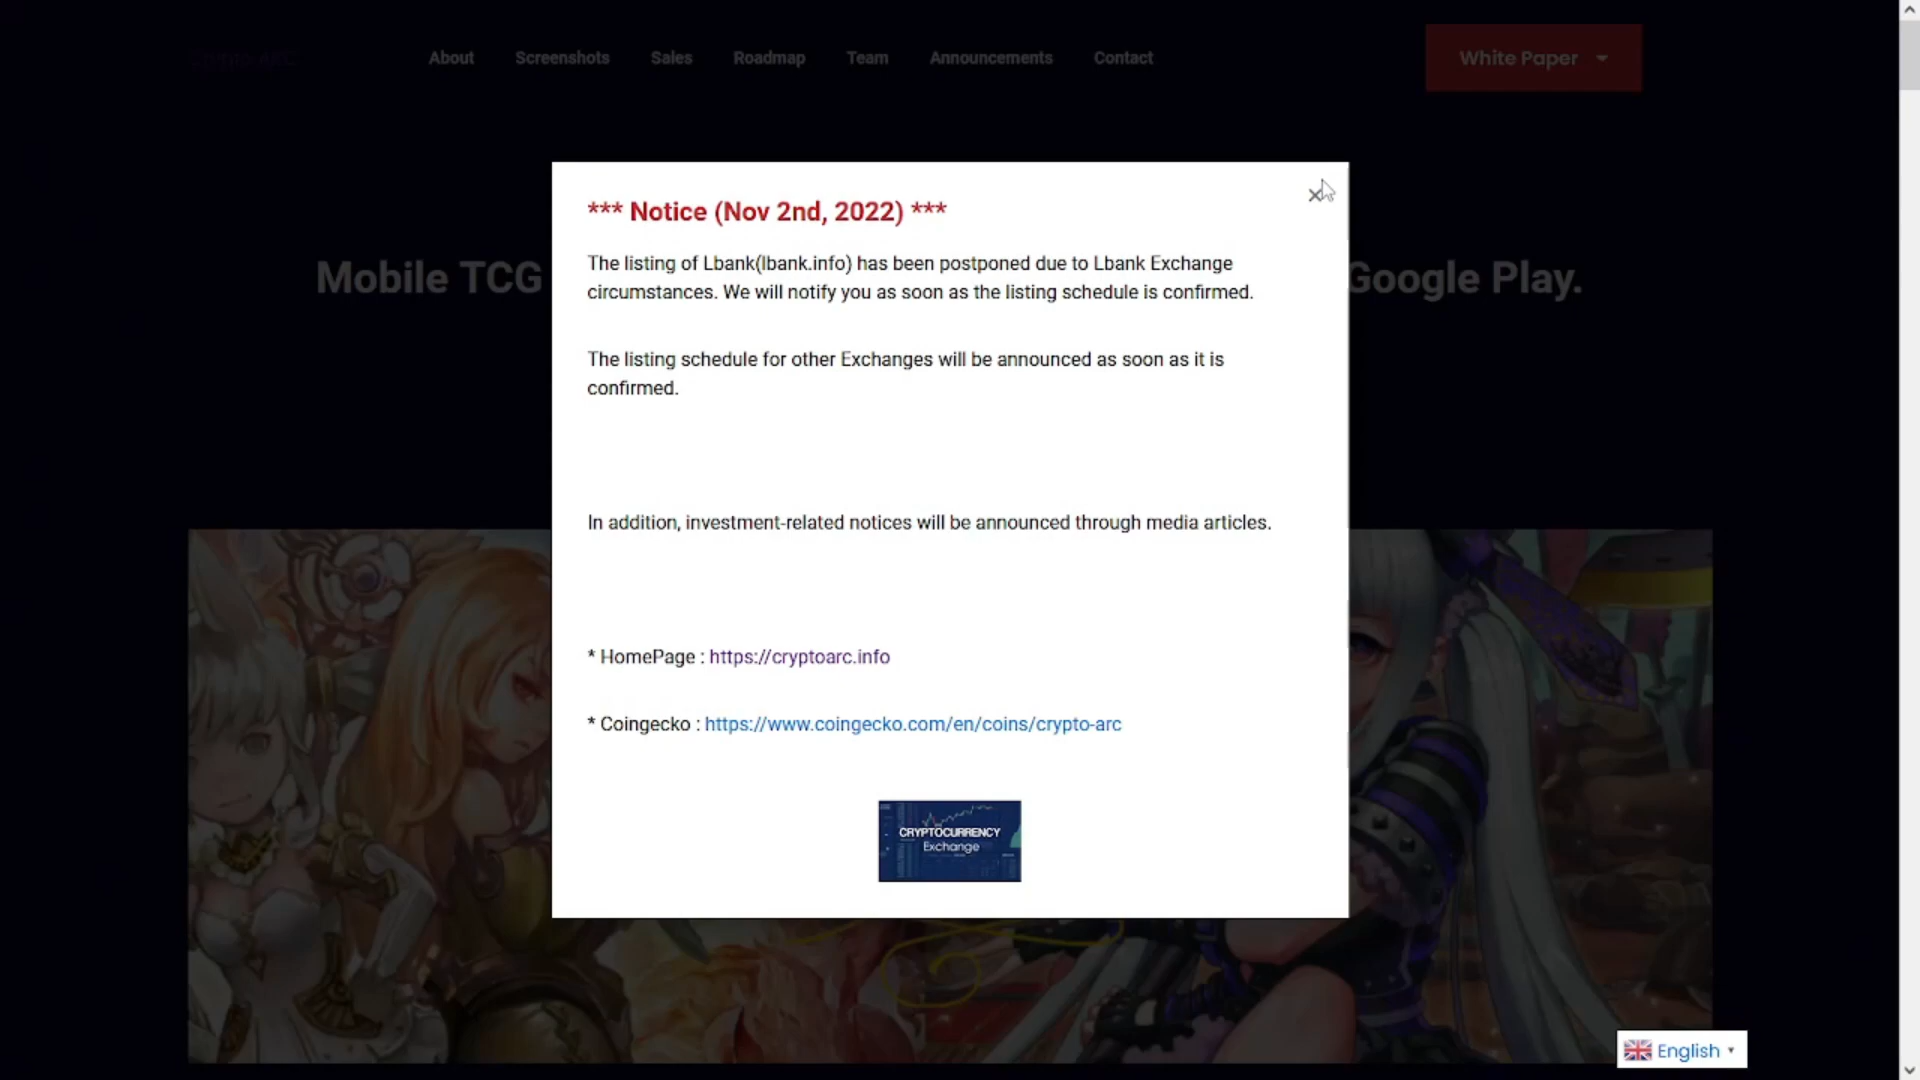 About Screenshots Sales Roadmap Team Announcements Contact White Paper
Mobile TCG
Google Play.
*** Notice (Nov 2nd, 2022) ***
The listing of Lbank(lbank.info) has been postponed due to Lbank Exchange
circumstances. We will notify you as soon as the listing schedule is confirmed.
The listing schedule for other Exchanges will be announced as soon as it is
confirmed.
In addition, investment-related notices will be announced through media articles.
* HomePage : https://cryptoarc.info
* Coingecko : https://www.coingecko.com/en/coins/crypto-arc
CRYPTOCURRENCY
Exchange
English